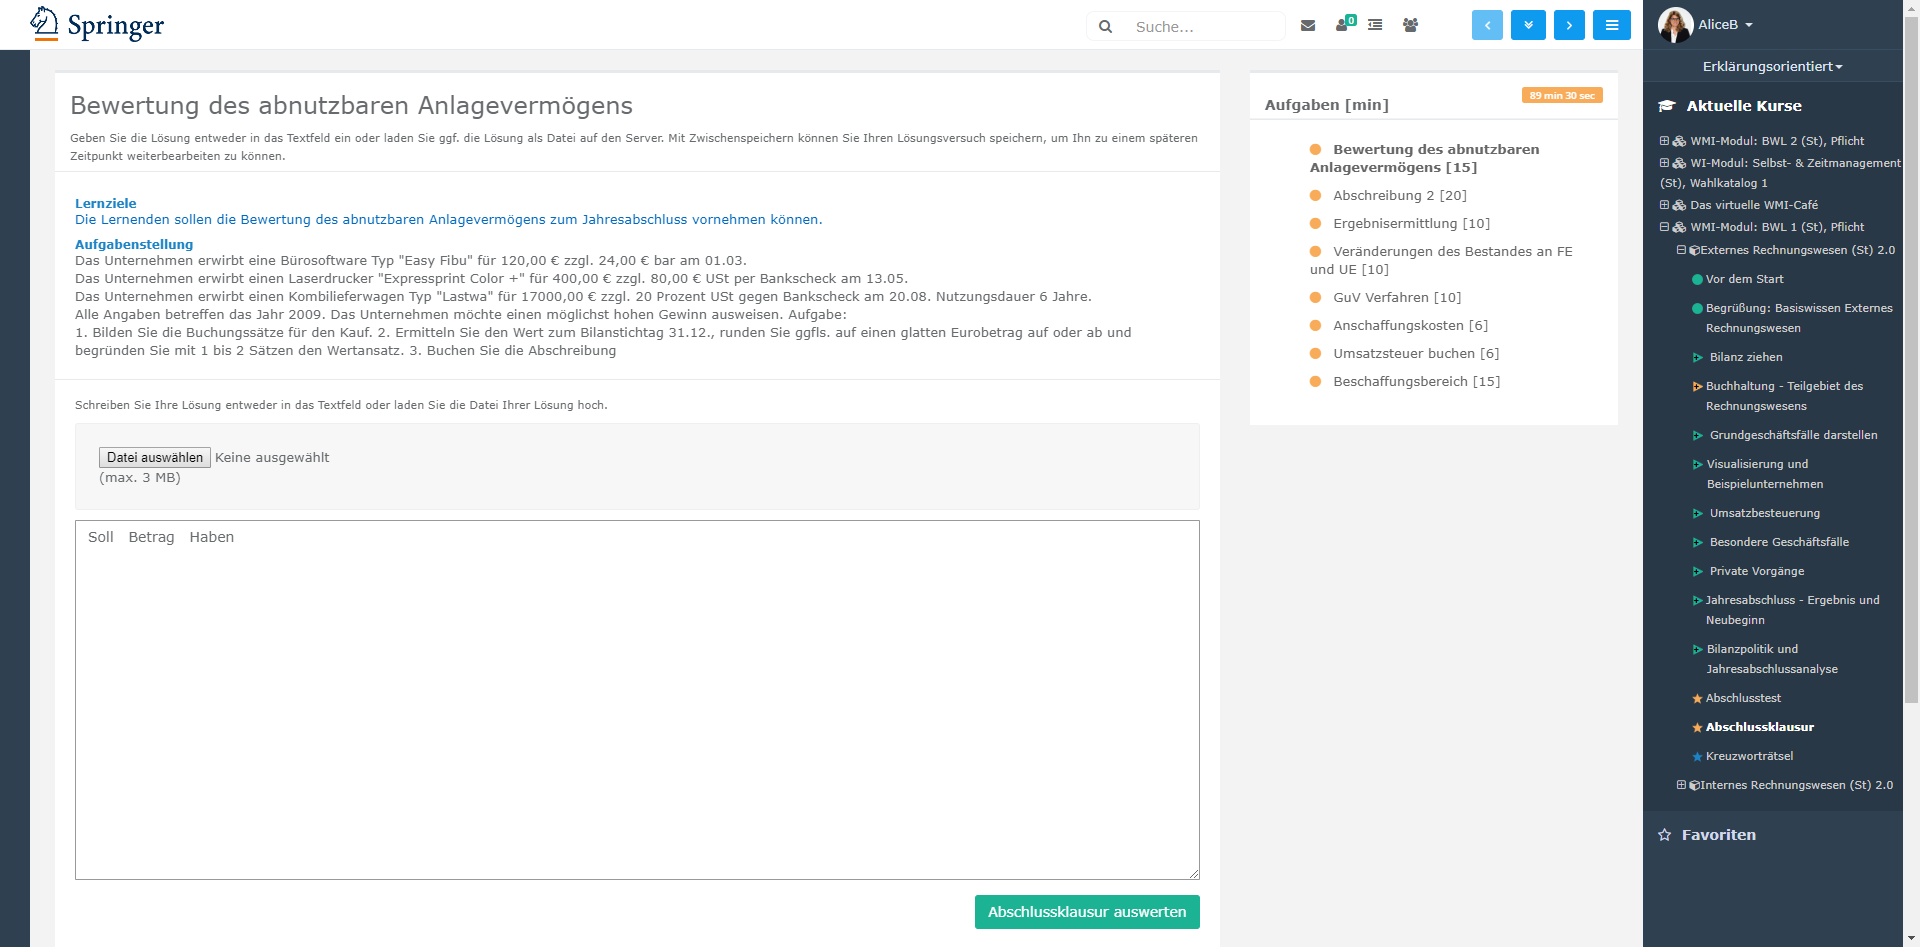 Springer
Suche...
0
Bewertung des abnutzbaren Anlagevermögens
Geben Sie die Lösung entweder in das Textfeld ein oder laden Sie ggf. die Lösung als Datei auf den Server. Mit Zwischenspeichern können Sie Ihren Lösungsversuch speichern, um Ihn zu einem späteren
Zeitpunkt weiterbearbeiten zu können.
Lernziele
Die Lernenden sollen die Bewertung des abnutzbaren Anlagevermögens zum Jahresabschluss vornehmen können.
Aufgabenstellung
Das Unternehmen erwirbt eine Bürosoftware Typ "Easy Fibu" für 120,00 € zzgl. 24,00 € bar am 01.03.
Das Unternehmen erwirbt einen Laserdrucker "Expressprint Color +" für 400,00 € zzgl. 80,00 € USt per Bankscheck am 13.05.
Das Unternehmen erwirbt einen Kombilieferwagen Typ "Lastwa" für 17000,00 € zzgl. 20 Prozent USt gegen Bankscheck am 20.08. Nutzungsdauer 6 Jahre.
Alle Angaben betreffen das Jahr 2009. Das Unternehmen möchte einen möglichst hohen Gewinn ausweisen. Aufgabe:
1. Bilden Sie die Buchungssätze für den Kauf. 2. Ermitteln Sie den Wert zum Bilanstichtag 31.12., runden Sie ggfls. auf einen glatten Eurobetrag auf oder ab und
begründen Sie mit 1 bis 2 Sätzen den Wertansatz. 3. Buchen Sie die Abschreibung
Schreiben Sie Ihre Lösung entweder in das Textfeld oder laden Sie die Datei Ihrer Lösung hoch.
Datei auswählen Keine ausgewählt
(max. 3 MB)
Soll Betrag Haben
Abschlussklausur auswerten
Aufgaben [min]
89 min 30 sec
Bewertung des abnutzbaren
Anlagevermögens [15]
Abschreibung 2 [20]
Ergebnisermittlung [10]
Veränderungen des Bestandes an FE
und UE [10]
GuV Verfahren [10]
Anschaffungskosten [6]
Umsatzsteuer buchen [6]
Beschaffungsbereich [15]
AliceB
Erklärungsorientiert
Aktuelle Kurse
WMI-Modul: BWL 2 (St), Pflicht
WI-Modul: Selbst- & Zeitmanagement
(St), Wahlkatalog 1
Das virtuelle WMI-Café
WMI-Modul: BWL 1 (St), Pflicht
Externes Rechnungswesen (St) 2.0
Vor dem Start
Begrüßung: Basiswissen Externes
Rechnungswesen
Bilanz ziehen
Buchhaltung - Teilgebiet des
Rechnungswesens
Grundgeschäftsfälle darstellen
Visualisierung und
Beispielunternehmen
Umsatzbesteuerung
Besondere Geschäftsfälle
Private Vorgänge
Jahresabschluss - Ergebnis und
Neubeginn
Bilanzpolitik und
Jahresabschlussanalyse
Abschlusstest
Abschlussklausur
Kreuzworträtsel
Internes Rechnungswesen (St) 2.0
Favoriten